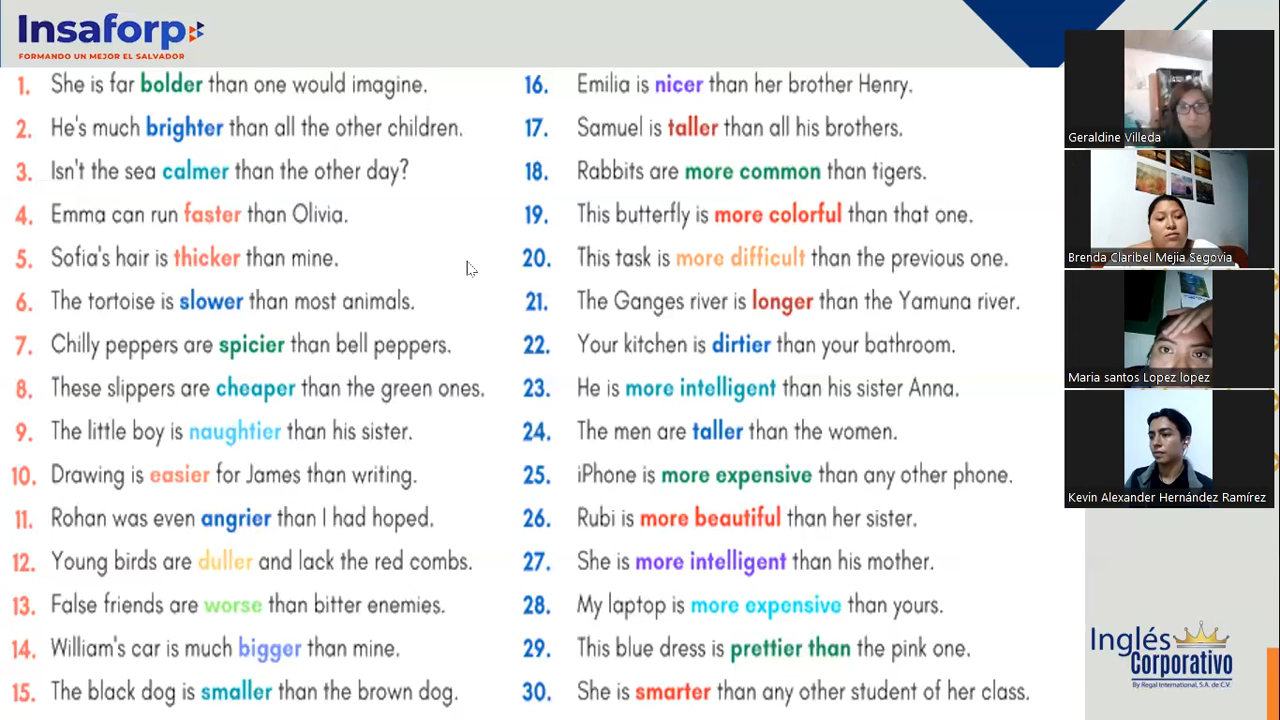 Insaforp
FORMANDO UN MEJOR EL SALVADOR
1. She is far bolder than one would imagine.
2. He's much brighter than all the other children.
3. Isn't the sea calmer than the other day?
4. Emma can run faster than Olivia.
5. Sofia's hair is thicker than mine.
6. The tortoise is slower than most animals.
7. Chilly peppers are spicier than bell peppers.
8. These slippers are cheaper than the green ones.
9. The little boy is naughtier than his sister.
10. Drawing is easier for James than writing.
11. Rohan was even angrier than I had hoped.
12. Young birds are duller and lack the red combs.
13. False friends are worse than bitter enemies.
14. William's car is much bigger than mine.
15. The black dog is smaller than the brown dog.
16. Emilia is nicer than her brother Henry.
17. Samuel is taller than all his brothers.
18. Rabbits are more common than tigers.
19. This butterfly is more colorful than that one.
20. This task is more difficult than the previous one.
21. The Ganges river is longer than the Yamuna river.
22. Your kitchen is dirtier than your bathroom.
23. He is more intelligent than his sister Anna.
24. The men are taller than the women.
25. iPhone is more expensive than any other phone.
26. Rubi is more beautiful than her sister.
27. She is more intelligent than his mother.
28. My laptop is more expensive than yours.
29. This blue dress is prettier than the pink one.
30. She is smarter than any other student of her class.
Geraldine Villeda
Brenda Claribel Mejia Segovia
Maria santos Lopez lopez
Kevin Alexander Hernández Ramírez
Inglés
Corporativo
By Regal International, S.A. de C.V.